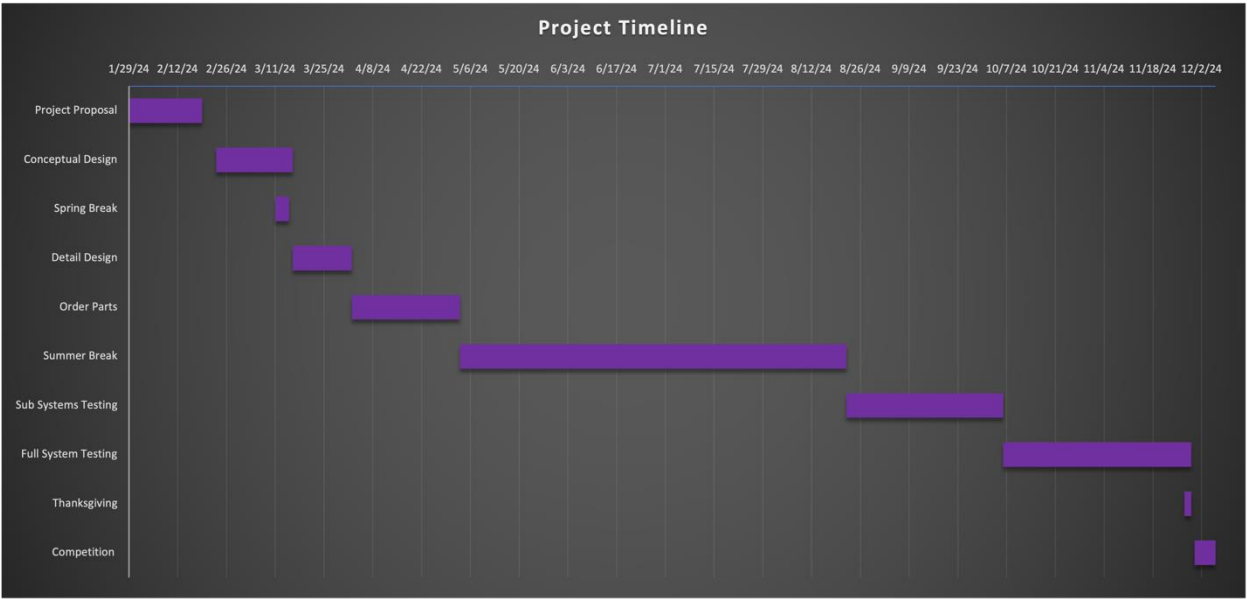 Project Timeline
1/29/24 2/12/24 2/26/24 3/11/24 3/25/24 4/8/24 4/22/24 5/6/24 5/20/24 6/3/24 6/17/24 7/1/24 7/15/24 7/29/24 8/12/24 8/26/24 9/9/24 9/23/24 10/7/24 10/21/24 11/4/24 11/18/24 12/2/24
Project Proposal
Conceptual Design
Spring Break
Detail Design
Order Parts
Summer Break
Sub Systems Testing
Full System Testing
Thanksgiving
Competition